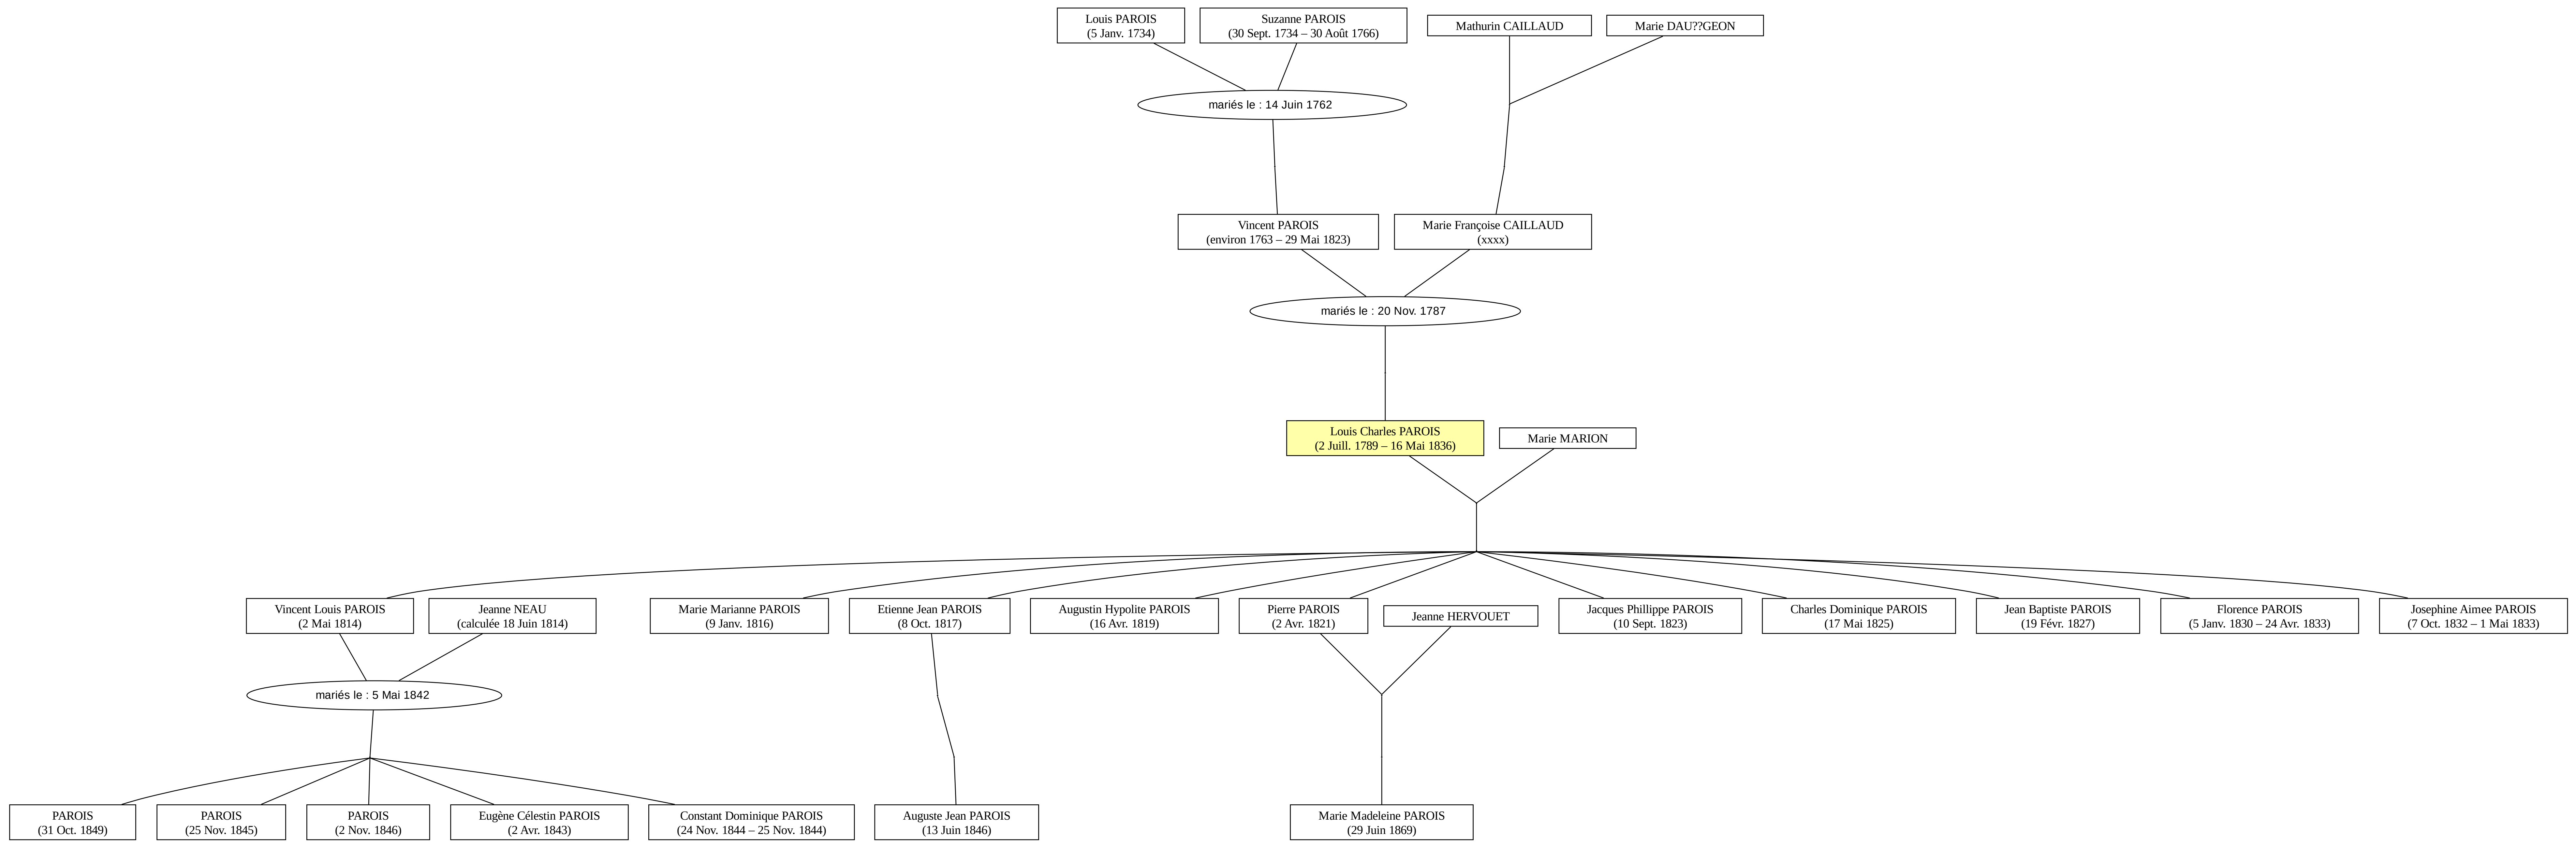 Louis PAROIS
(5 Janv. 1734)
Suzanne PAROIS
(30 Sept. 1734 – 30 Août 1766)
Mathurin CAILLAUD
Marie DAU??GEON
mariés le : 14 Juin 1762
Vincent PAROIS
(environ 1763 – 29 Mai 1823)
Marie Françoise CAILLAUD
(xxxx)
mariés le : 20 Nov. 1787
Louis Charles PAROIS
(2 Juill. 1789 – 16 Mai 1836)
Marie MARION
Vincent Louis PAROIS
(2 Mai 1814)
Jeanne NEAU
(calculée 18 Juin 1814)
Marie Marianne PAROIS
(9 Janv. 1816)
Etienne Jean PAROIS
(8 Oct. 1817)
Augustin Hypolite PAROIS
(16 Avr. 1819)
Pierre PAROIS
(2 Avr. 1821)
Jeanne HERVOUET
Jacques Phillippe PAROIS
(10 Sept. 1823)
Charles Dominique PAROIS
(17 Mai 1825)
Jean Baptiste PAROIS
(19 Févr. 1827)
Florence PAROIS
(5 Janv. 1830 – 24 Avr. 1833)
Josephine Aimee PAROIS
(7 Oct. 1832 – 1 Mai 1833)
mariés le : 5 Mai 1842
PAROIS
(31 Oct. 1849)
PAROIS
(25 Nov. 1845)
PAROIS
(2 Nov. 1846)
Eugène Célestin PAROIS
(2 Avr. 1843)
Constant Dominique PAROIS
(24 Nov. 1844 – 25 Nov. 1844)
Auguste Jean PAROIS
(13 Juin 1846)
Marie Madeleine PAROIS
(29 Juin 1869)